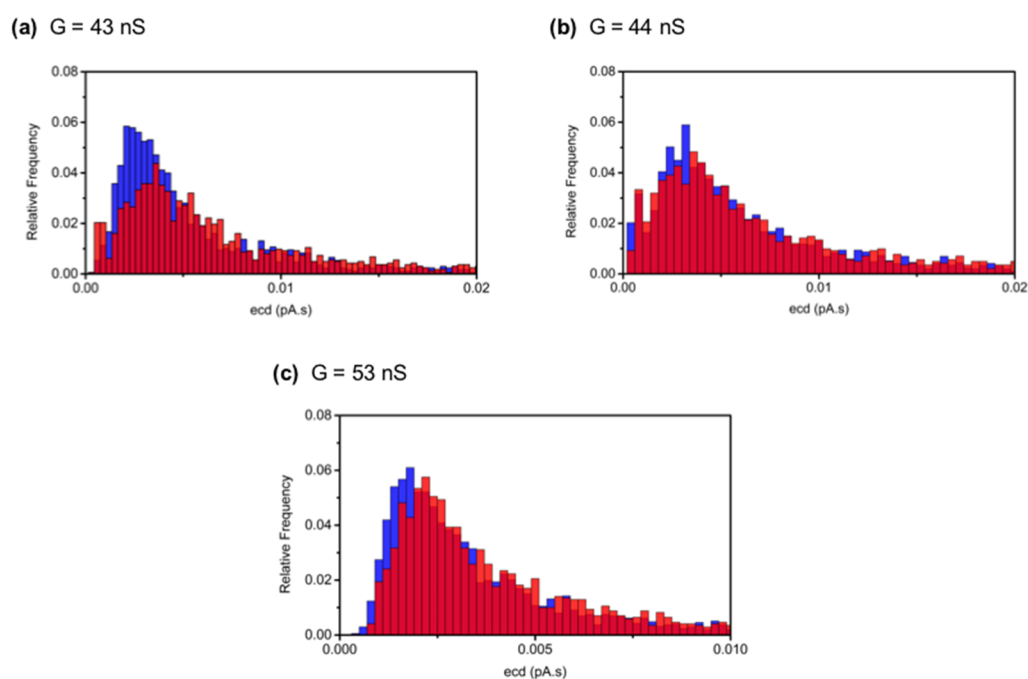 (a) G = 43 nS
0.08
0.06
0.04
0.02
0.00
Relative Frequency
0.00 0.01 0.02
ecd (pA.s)
(b) G = 44 nS
0.08
0.06
0.04
0.02
0.00
Relative Frequency
0.00 0.01 0.02
ecd (pA.s)
(c) G = 53 nS
0.08
0.06
0.04
0.02
0.00
Relative Frequency
0.000 0.005 0.010
ecd (pA.s)